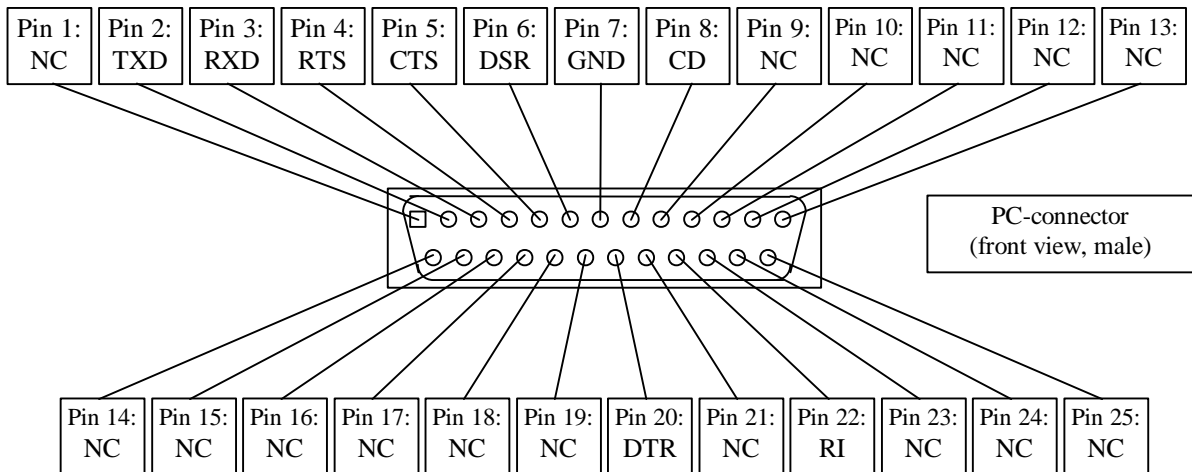 Pin 1:
NC
Pin 2:
TXD
Pin 3:
RXD
Pin 4:
RTS
Pin 5:
CTS
Pin 6:
DSR
Pin 7:
GND
Pin 8:
CD
Pin 9:
NC
Pin 10:
NC
Pin 11:
NC
Pin 12:
NC
Pin 13:
NC
PC-connector
(front view, male)
Pin 14:
NC
Pin 15:
NC
Pin 16:
NC
Pin 17:
NC
Pin 18:
NC
Pin 19:
NC
Pin 20:
DTR
Pin 21:
NC
Pin 22:
RI
Pin 23:
NC
Pin 24:
NC
Pin 25:
NC